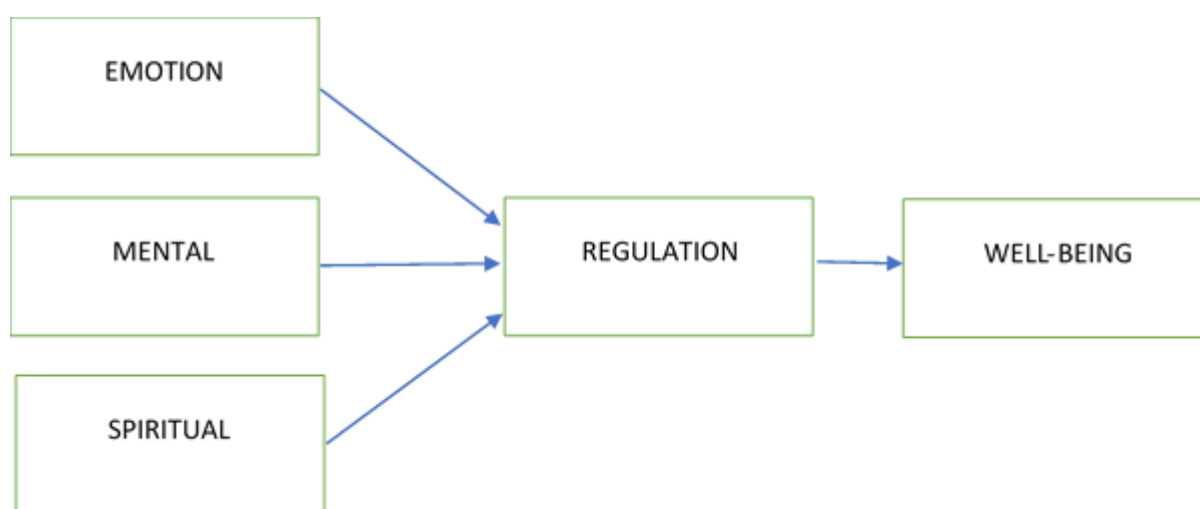 EMOTION
MENTAL
REGULATION
WELL-BEING
SPIRITUAL